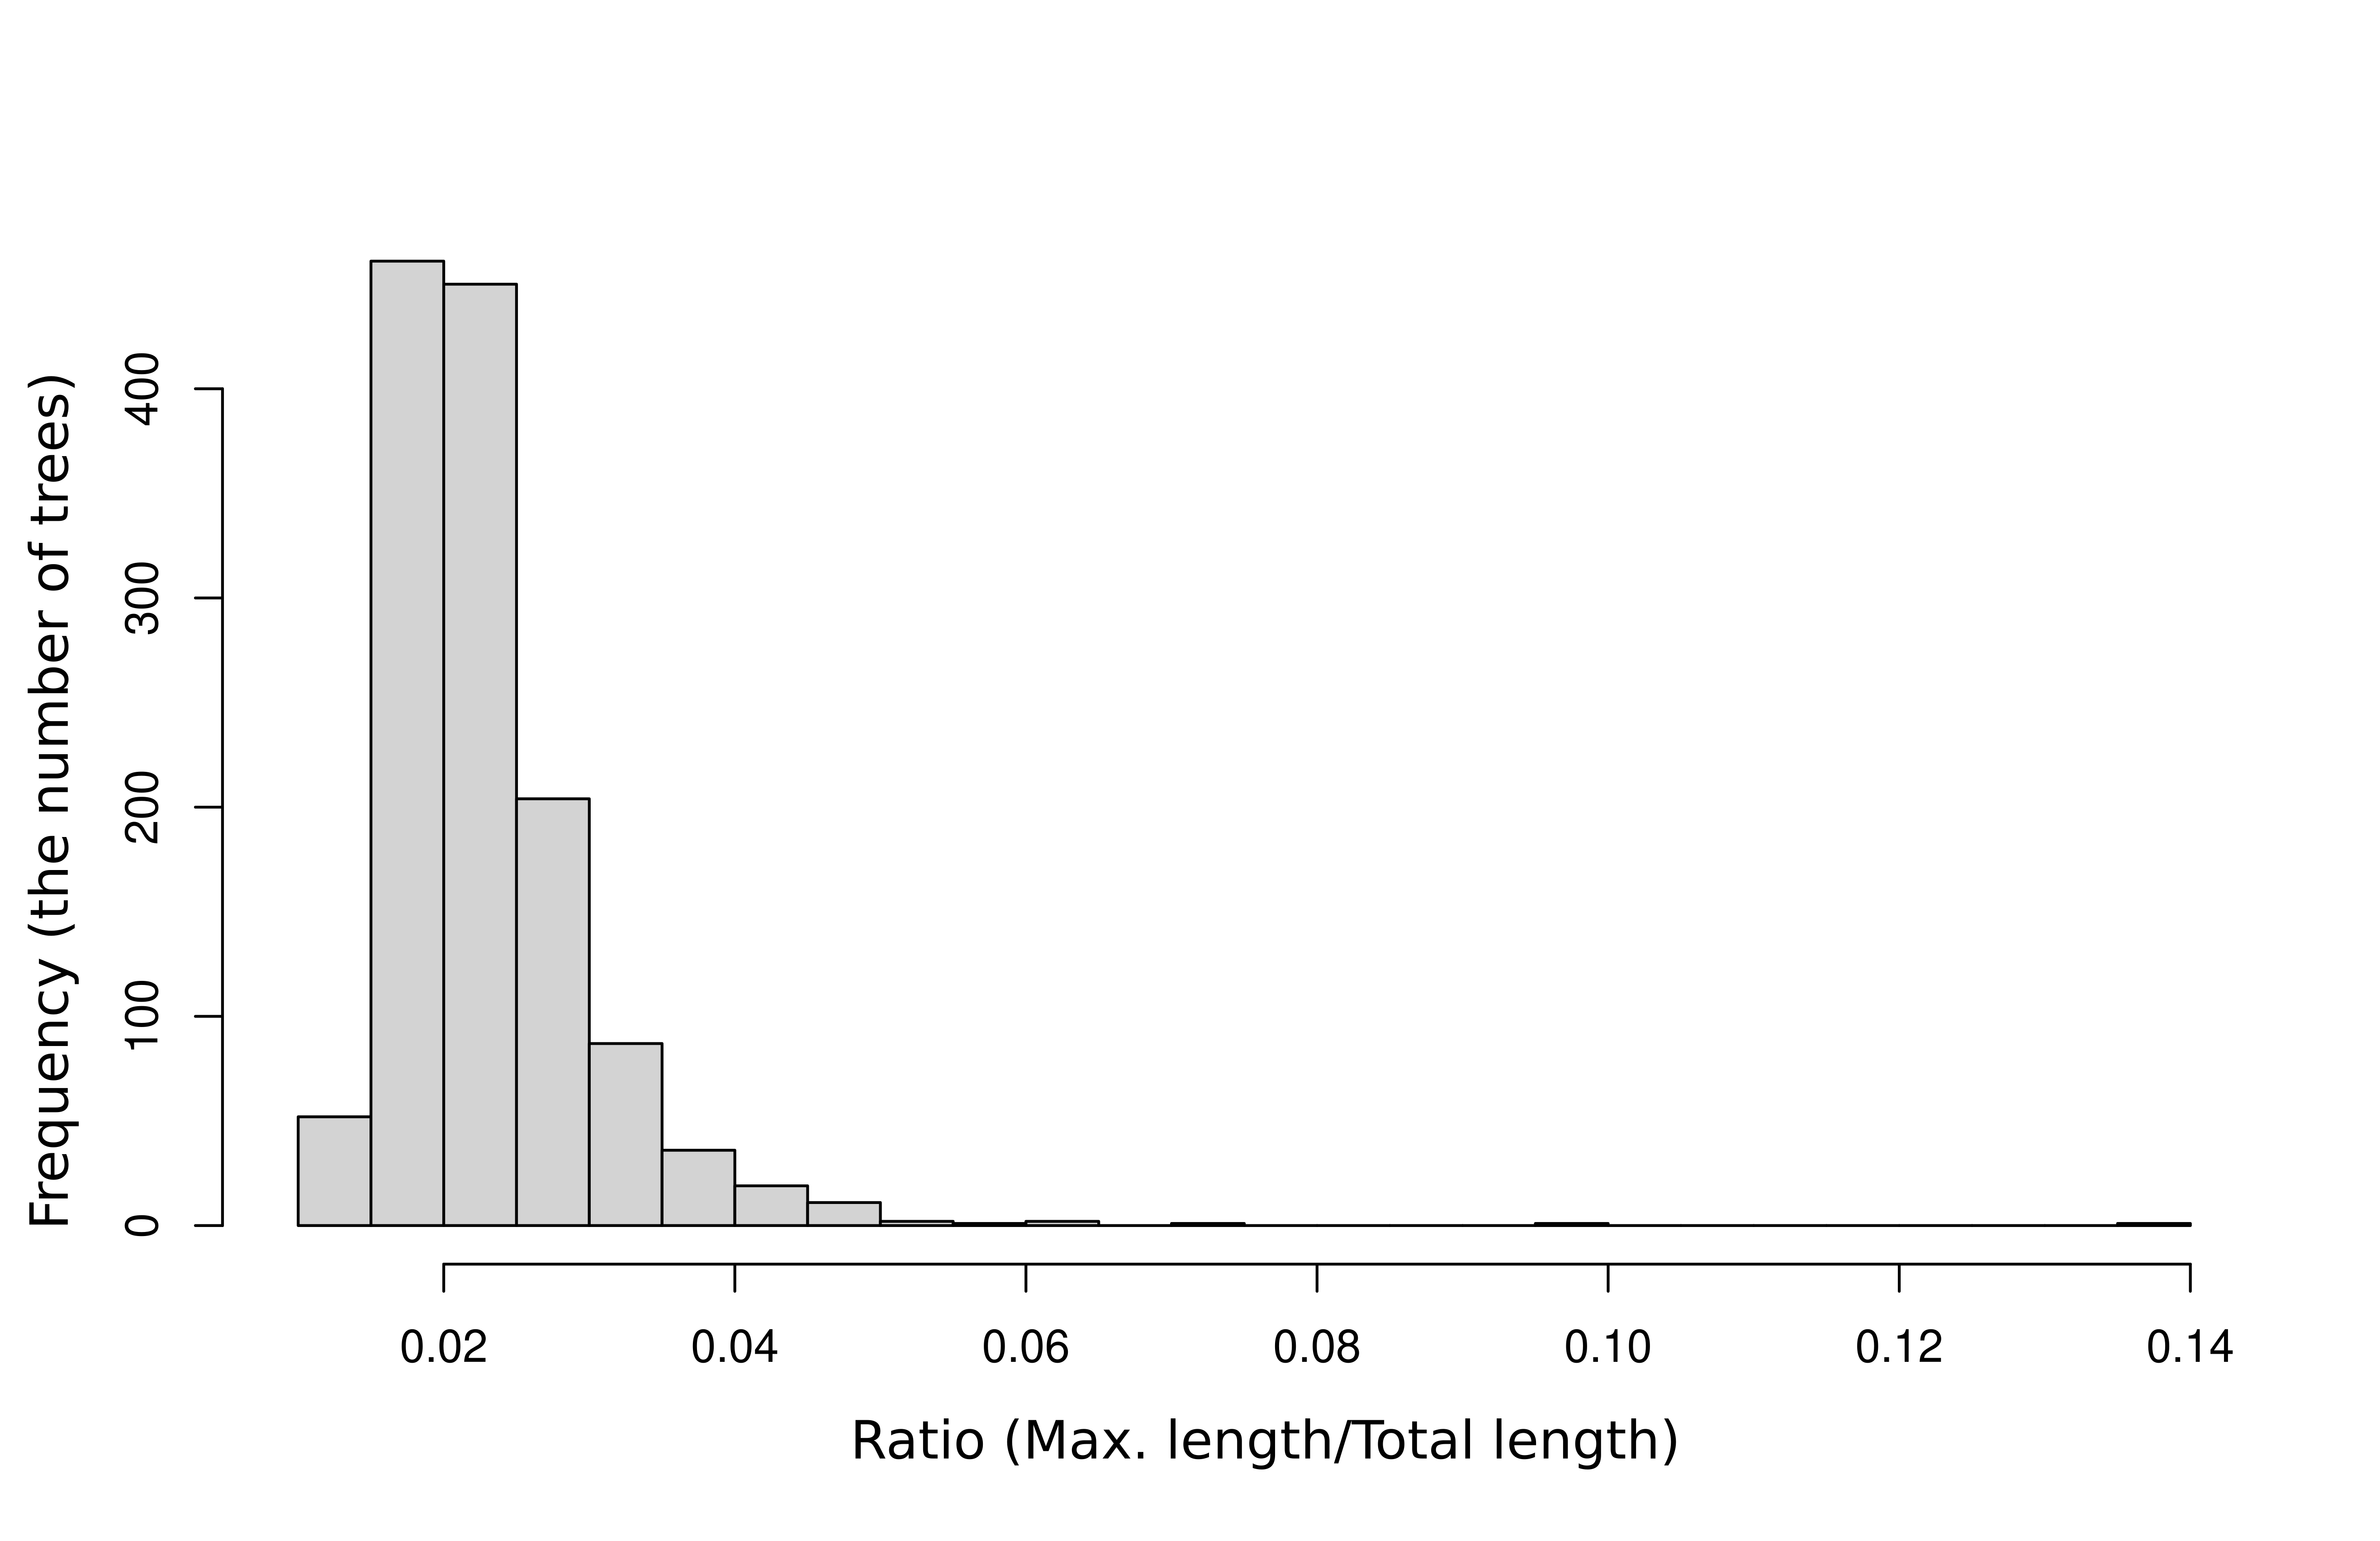 Frequency (the number of trees)
400
300
200
100
0
0.02 0.04 0.06 0.08 0.10 0.12 0.14
Ratio (Max. length/Total length)